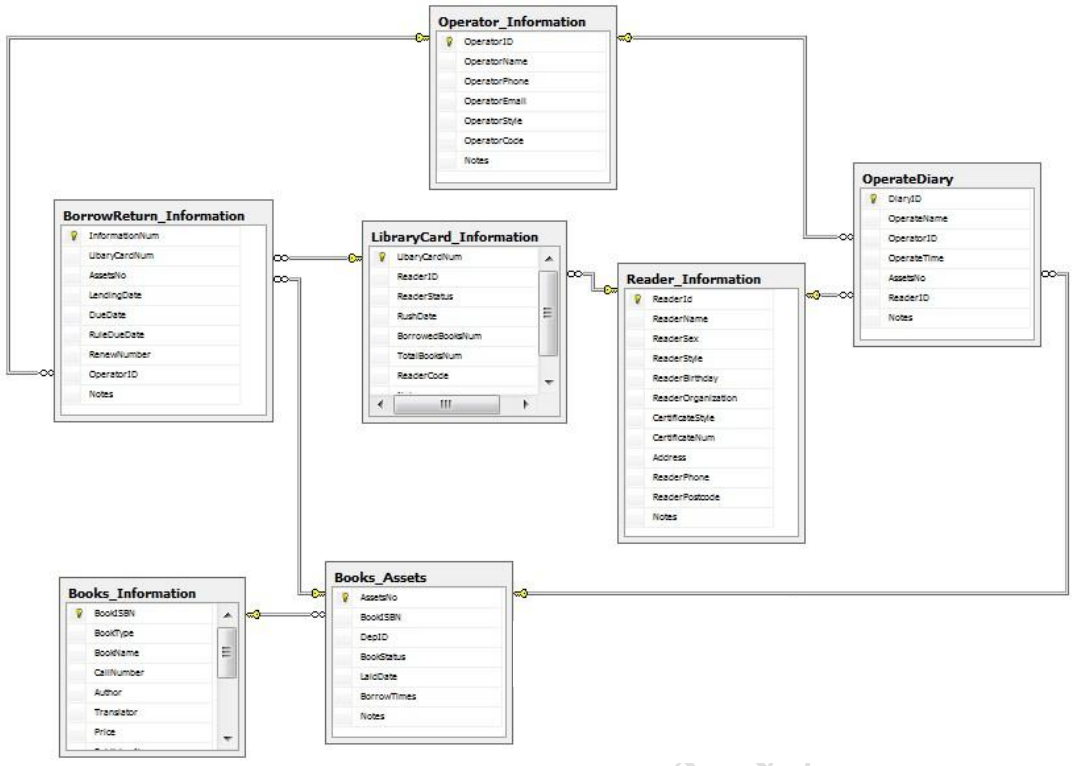 Operator_Information
OperatorID
OperatorName
OperatorPhone
OperatorEmail
OperatorStyle
OperatorCode
Notes
OperateDiary
DiaryID
OperateName
OperatorID
OperateTime
AssetsNo
ReaderID
Notes
BorrowReturn_Information
InformationNum
LibaryCardNum
AssetsNo
LendingDate
DueDate
RuleDueDate
RenewNumber
OperatorID
Notes
LibraryCard_Information
LibaryCardNum
ReaderID
ReaderStatus
RushDate
BorrowedBooksNum
TotalBooksNum
ReaderCode
Reader_Information
ReaderId
ReaderName
ReaderSex
ReaderStyle
ReaderBirthday
ReaderOrganization
CertificateStyle
CertificateNum
Address
ReaderPhone
ReaderPostcode
Notes
Books_Information
BookISBN
BookType
BookName
CallNumber
Author
Translator
Price
Books_Assets
AssetsNo
BookISBN
DepID
BookStatus
LaidDate
BorrowTimes
Notes